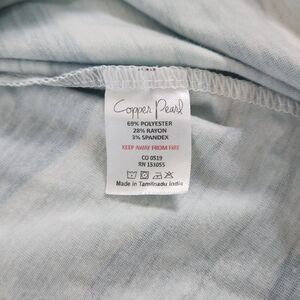 Copper Pearl
69% POLYESTER
28% RAYON
3% SPANDEX
KEEP AWAY FROM FIRE
CO 0519
RN 151055
Made in Tamilnadu India